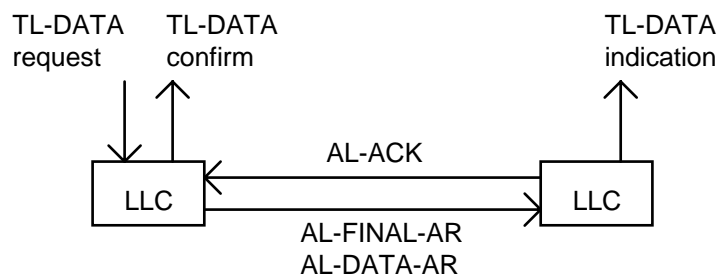 TL-DATA
request
TL-DATA
confirm
TL-DATA
indication
AL-ACK
LLC
LLC
AL-FINAL-AR
AL-DATA-AR